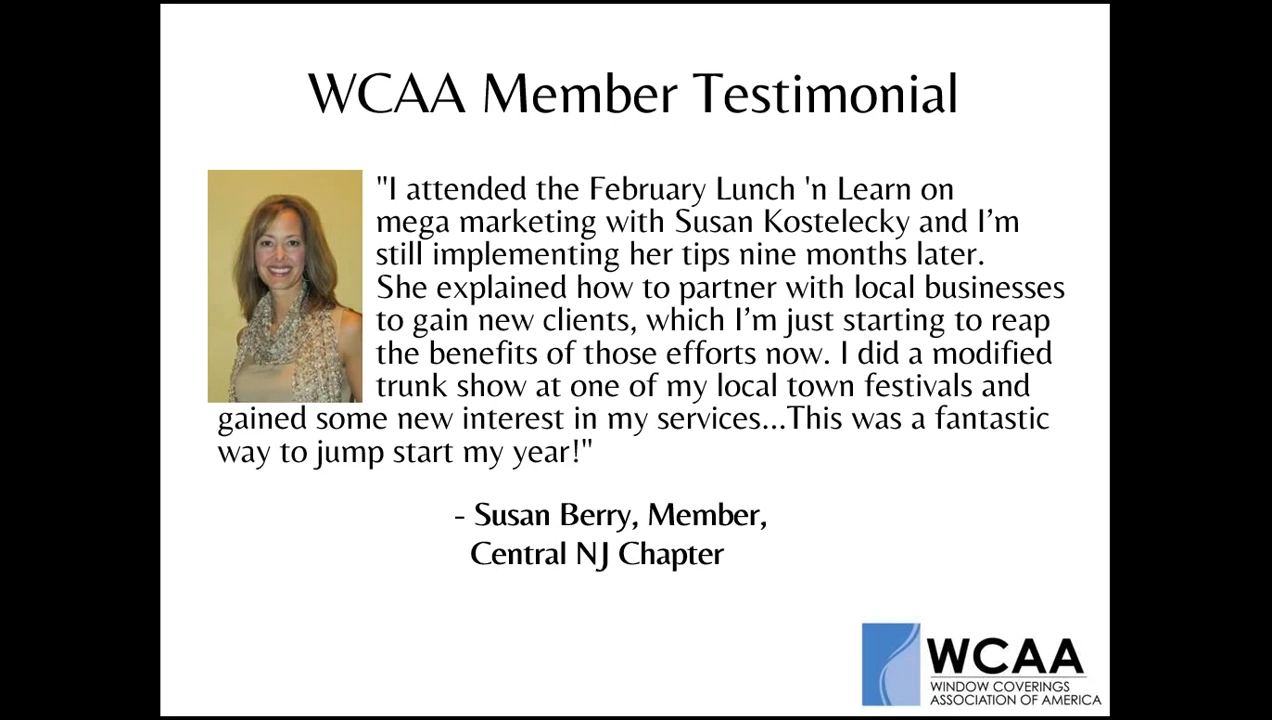 WCAA Member Testimonial
"I attended the February Lunch 'n Learn on
mega marketing with Susan Kostelecky and I’m
still implementing her tips nine months later.
She explained how to partner with local businesses
to gain new clients, which I’m just starting to reap
the benefits of those efforts now. I did a modified
trunk show at one of my local town festivals and
gained some new interest in my services...This was a fantastic
way to jump start my year!"
- Susan Berry, Member,
Central NJ Chapter
WCAA
WINDOW COVERINGS
ASSOCIATION OF AMERICA